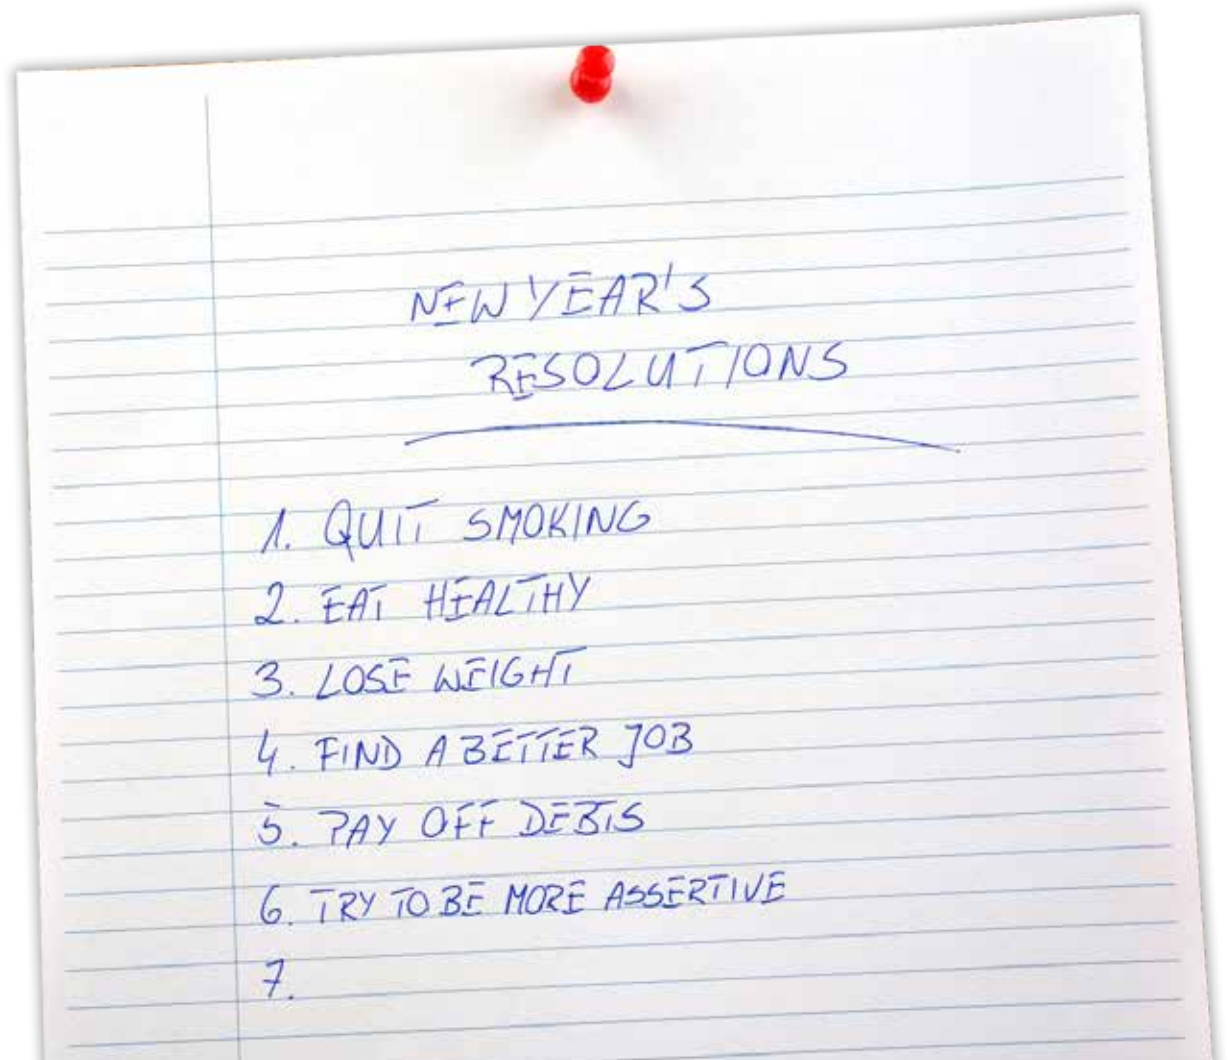 NEW YEAR'S
RESOLUTIONS
1. QUIT SMOKING
2. EAT HEALTHY
3. LOSE WEIGHT
4. FIND A BETTER JOB
5. PAY OFF DEBTS
6. TRY TO BE MORE ASSERTIVE
7.